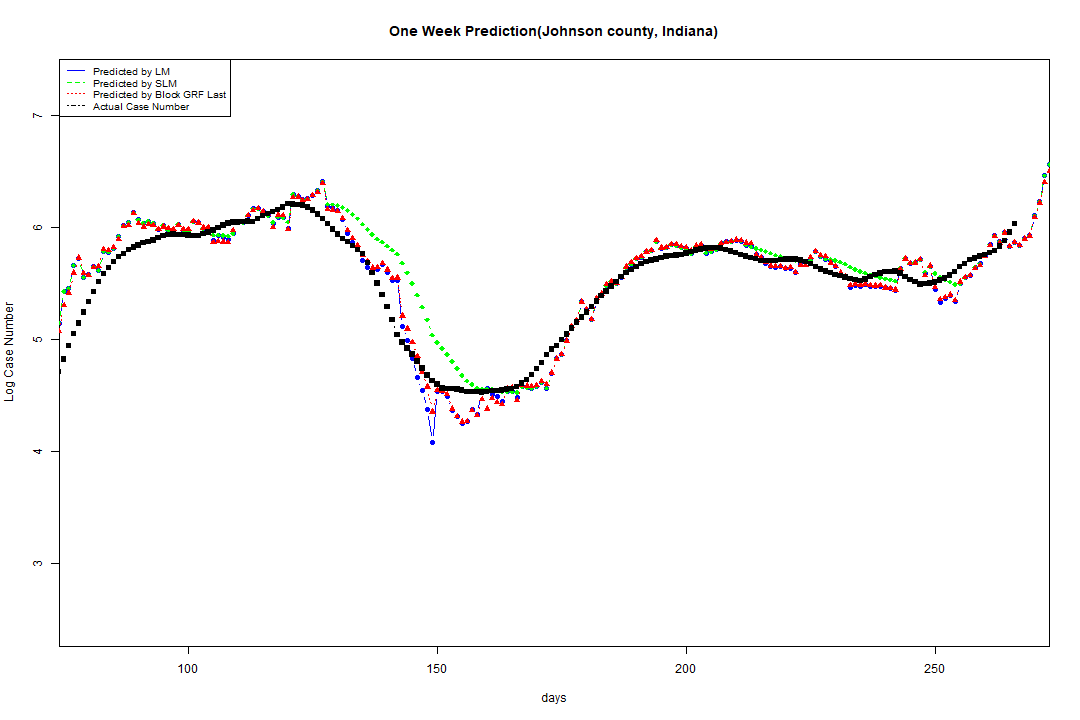 One Week Prediction(Johnson county, Indiana)
Predicted by LM
Predicted by SLM
Predicted by Block GRF Last
Actual Case Number
7
6
5
4
3
Log Case Number
100 150 200 250
days